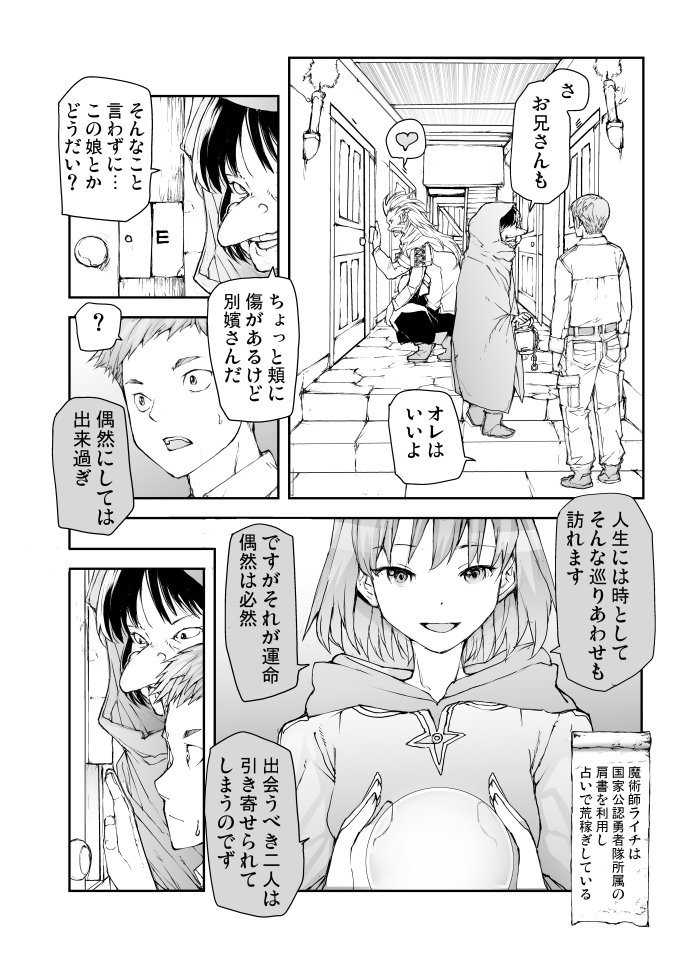 さ
お兄さんも
オレは
いいよ
そんなこと
言わずに…
この娘とか
どうだい？
E
ちょっと頬に
傷があるけど
別嬪さんだ
？
偶然にしては
出来過ぎ
人生には時として
そんな巡りあわせも
訪れます
ですがそれが運命
偶然は必然
魔術師ライチは
国家公認勇者隊所属の
肩書を利用し
占いで荒稼ぎしている
出会うべき二人は
引き寄せられて
しまうのでず